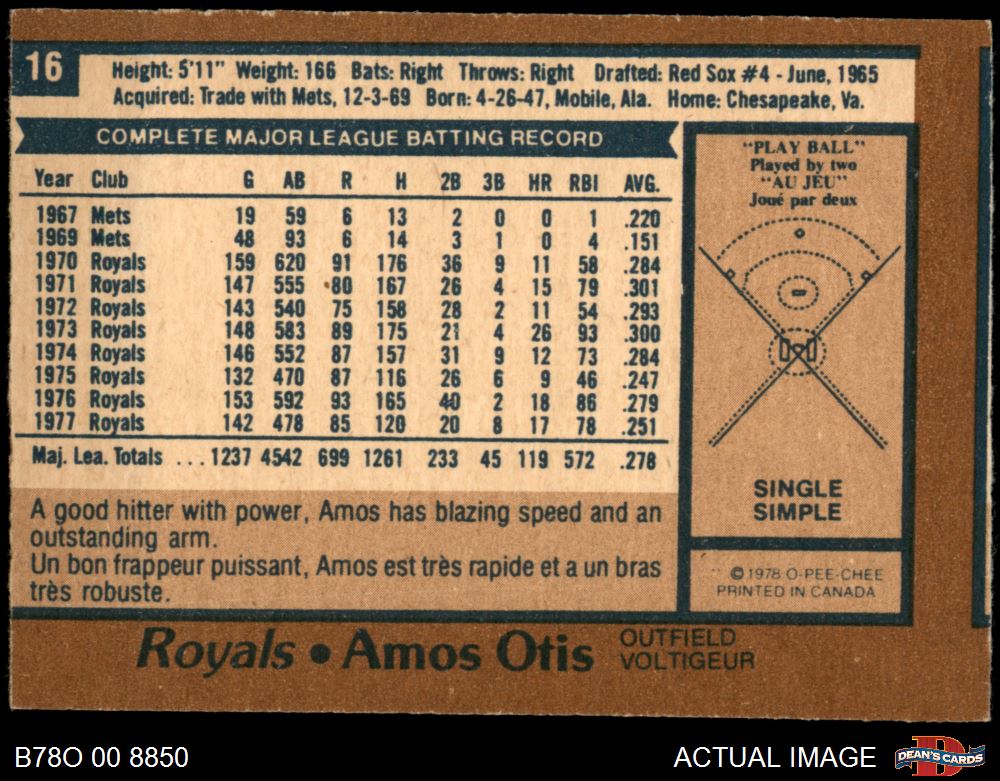 16
Height: 5'11" Weight: 166 Bats: Right Throws: Right Drafted: Red Sox #4 - June, 1965
Acquired: Trade with Mets, 12-3-69 Born: 4-26-47, Mobile, Ala. Home: Chesapeake, Va.
COMPLETE MAJOR LEAGUE BATTING RECORD
Year Club G AB R H 2B 3B HR RBI AVG.
1967 Mets 19 59 6 13 2 0 0 1 .220
1969 Mets 48 93 6 14 3 1 0 4 .151
1970 Royals 159 620 91 176 36 9 11 58 .284
1971 Royals 147 555 80 167 26 4 15 79 .301
1972 Royals 143 540 75 158 28 2 11 54 .293
1973 Royals 148 583 89 175 21 4 26 93 .300
1974 Royals 146 552 87 157 31 9 12 73 .284
1975 Royals 132 470 87 116 26 6 9 46 .247
1976 Royals 153 592 93 165 40 2 18 86 .279
1977 Royals 142 478 85 120 20 8 17 78 .251
Maj. Lea. Totals ... 1237 4542 699 1261 233 45 119 572 .278
A good hitter with power, Amos has blazing speed and an
outstanding arm.
Un bon frappeur puissant, Amos est très rapide et a un bras
très robuste.
"PLAY BALL"
Played by two
"AU JEU"
Joué par deux
SINGLE
SIMPLE
© 1978 O-PEE-CHEE
PRINTED IN CANADA
Royals • Amos Otis
OUTFIELD
VOLTIGEUR
B78O 00 8850
ACTUAL IMAGE
DEAN'S CARDS